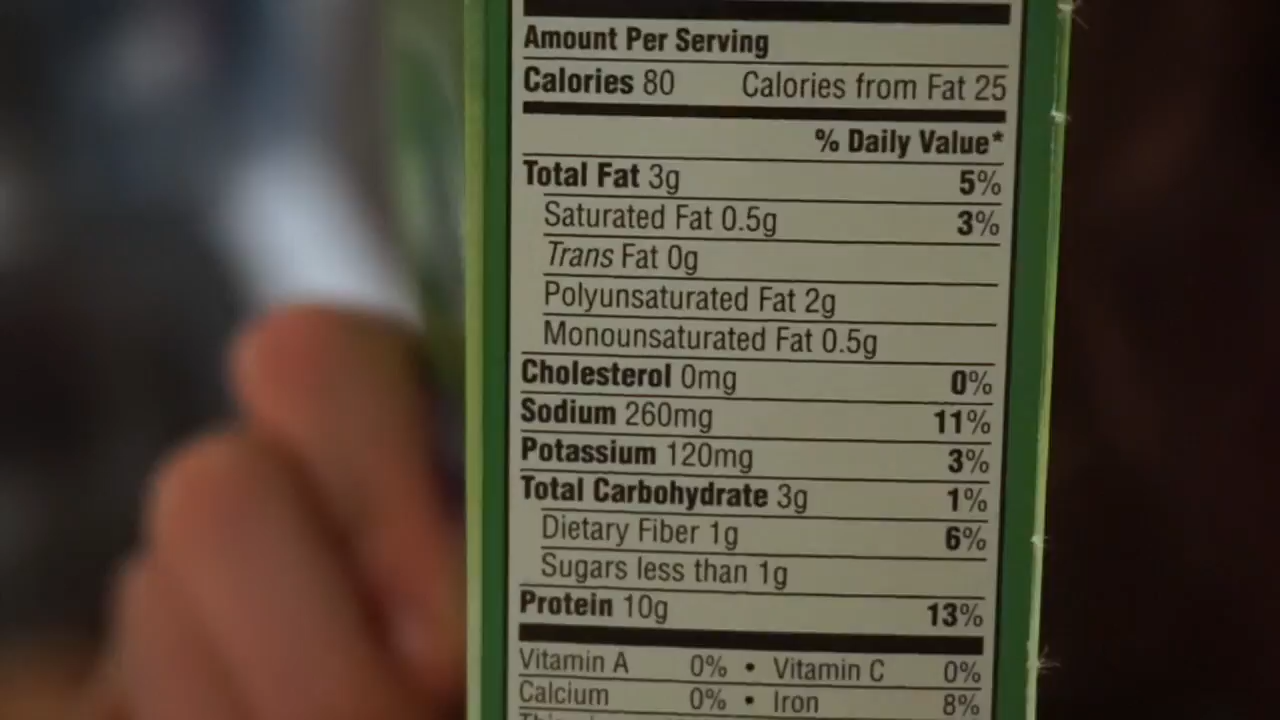 Amount Per Serving
Calories 80 Calories from Fat 25
% Daily Value*
Total Fat 3g 5%
Saturated Fat 0.5g 3%
Trans Fat 0g
Polyunsaturated Fat 2g
Monounsaturated Fat 0.5g
Cholesterol 0mg 0%
Sodium 260mg 11%
Potassium 120mg 3%
Total Carbohydrate 3g 1%
Dietary Fiber 1g 6%
Sugars less than 1g
Protein 10g 13%
Vitamin A 0% • Vitamin C 0%
Calcium 0% • Iron 8%